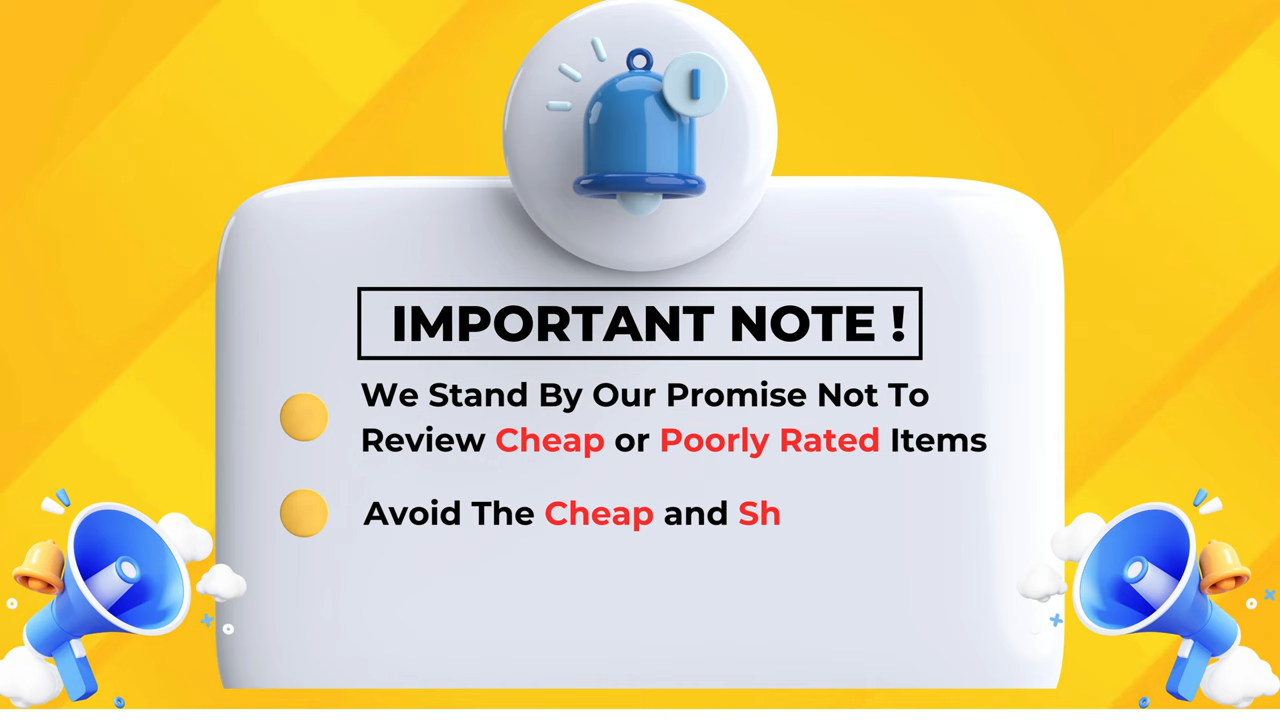 IMPORTANT NOTE !
We Stand By Our Promise Not To
Review Cheap or Poorly Rated Items
Avoid The Cheap and Sh